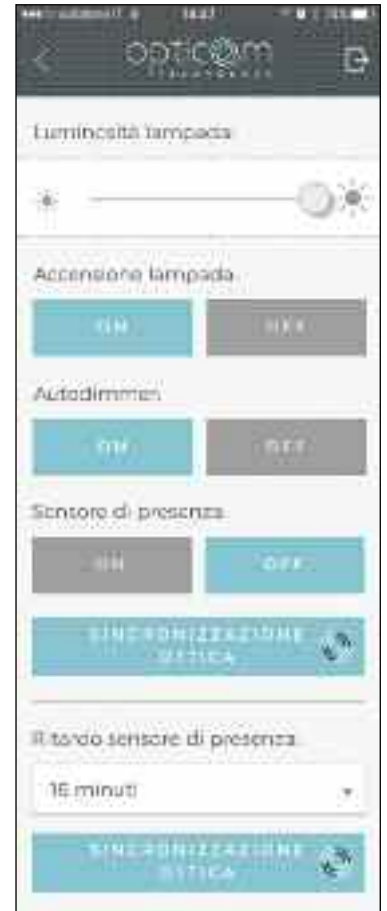 opticom
Luminosità lampada
Accensione lampada
ON OFF
Autodimmer
ON OFF
Sensore di presenza
ON OFF
SINCRONIZZAZIONE
OTTICA
Ritardo sensore di presenza
15 minuti
SINCRONIZZAZIONE
OTTICA